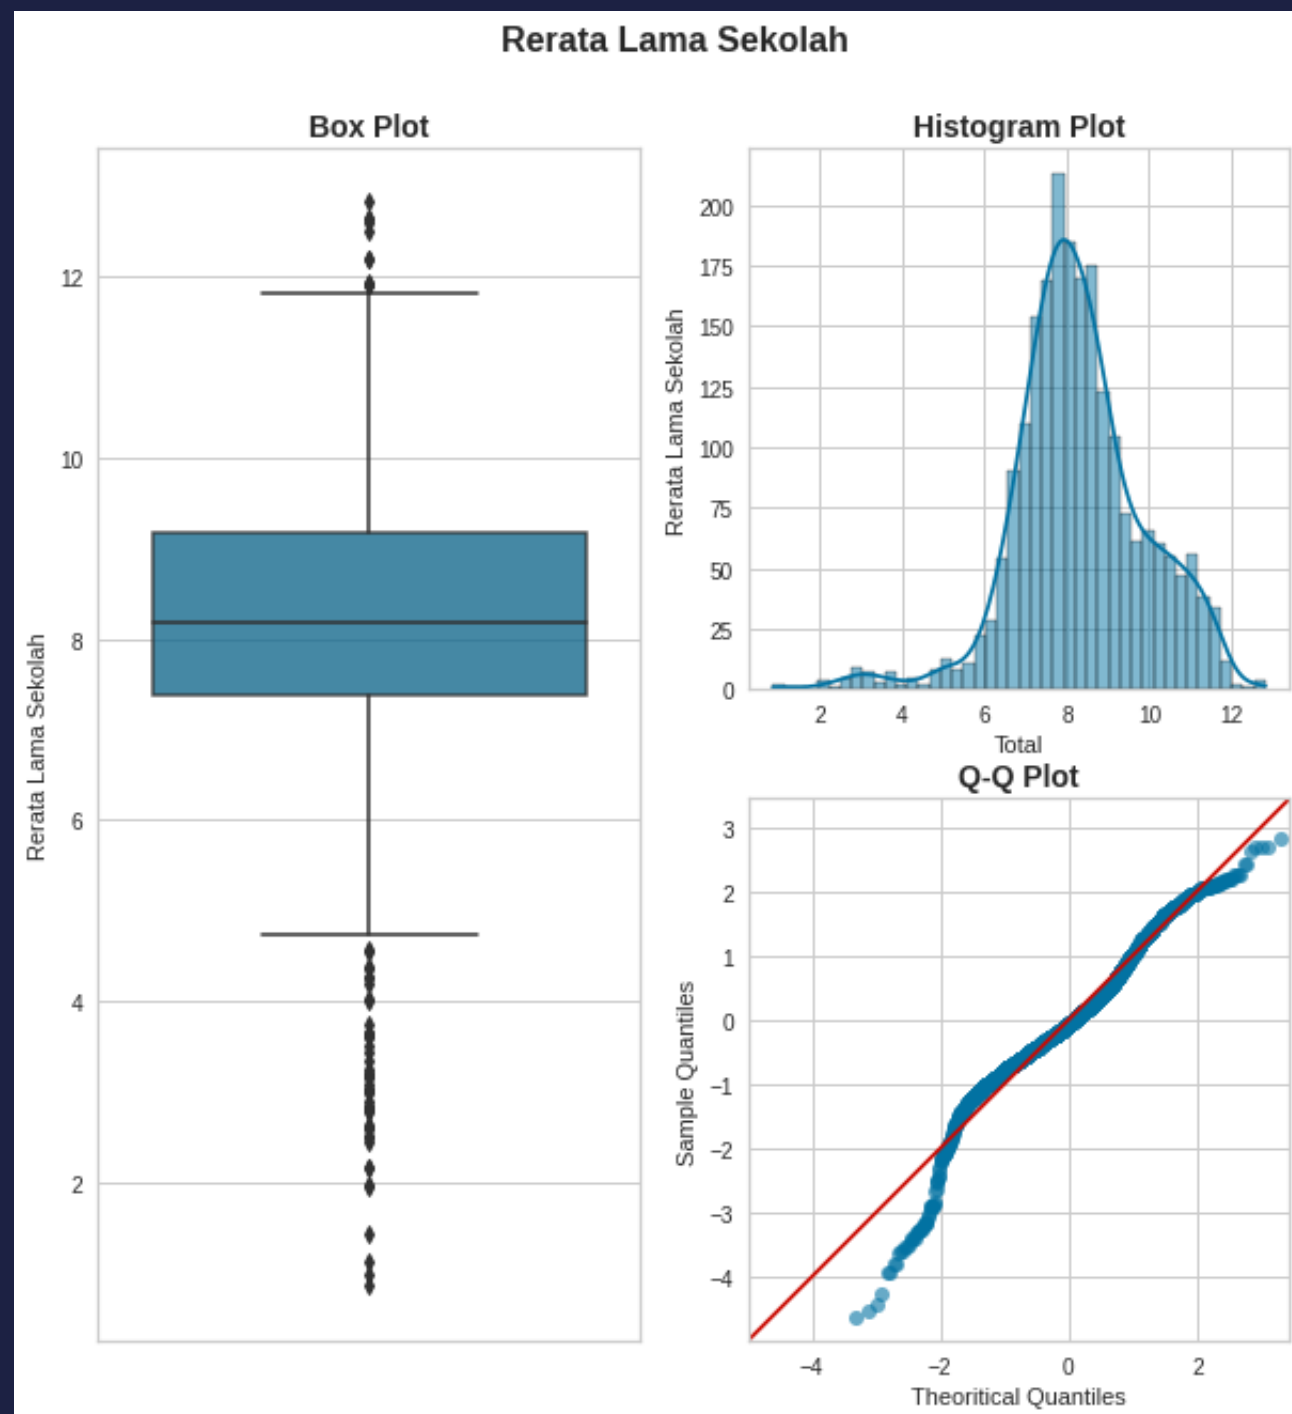 Rerata Lama Sekolah
Box Plot
12
10
8
6
4
2
Rerata Lama Sekolah
Histogram Plot
200
175
150
125
100
75
50
25
0
Rerata Lama Sekolah
2 4 6 8 10 12
Total
Q-Q Plot
3
2
1
0
−1
−2
−3
−4
Sample Quantiles
−4 −2 0 2
Theoritical Quantiles